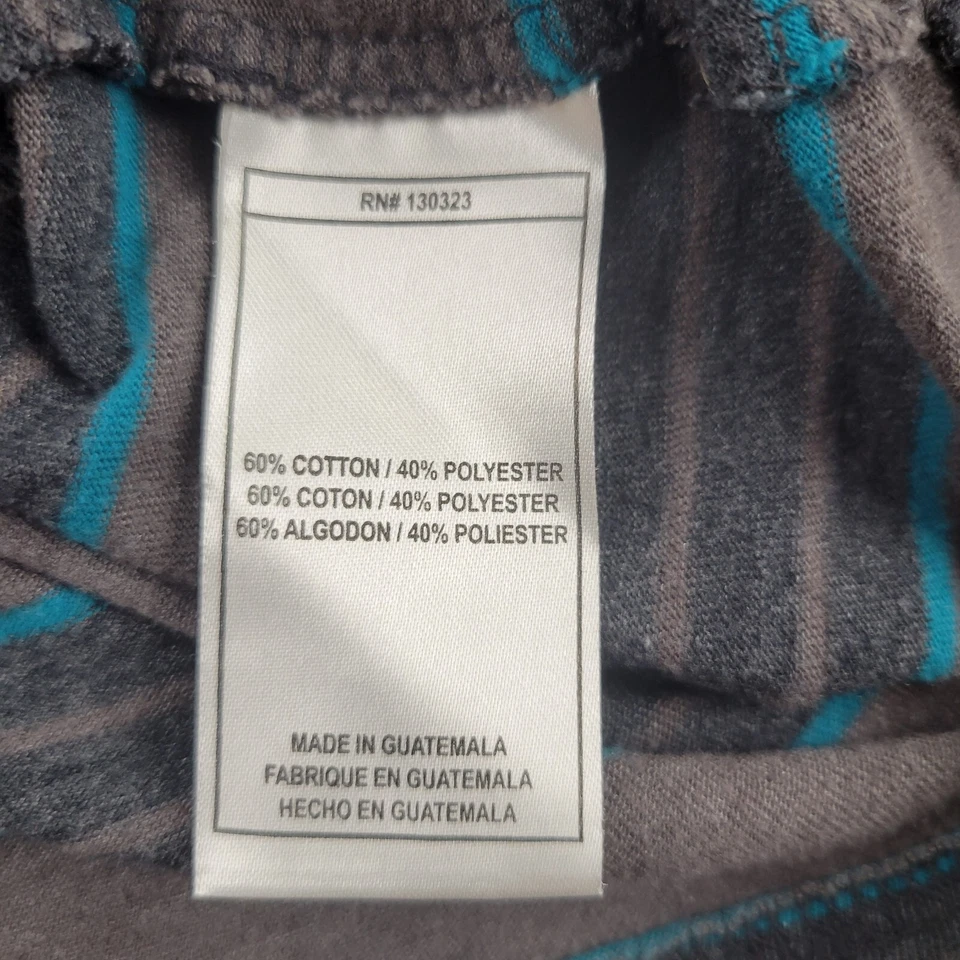 RN# 130323
60% COTTON / 40% POLYESTER
60% COTON / 40% POLYESTER
60% ALGODON / 40% POLIESTER
MADE IN GUATEMALA
FABRIQUE EN GUATEMALA
HECHO EN GUATEMALA